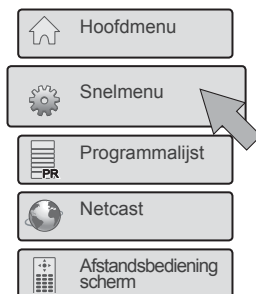 Hoofdmenu
Snelmenu
Programmalijst
PR
Netcast
Afstandsbediening
scherm